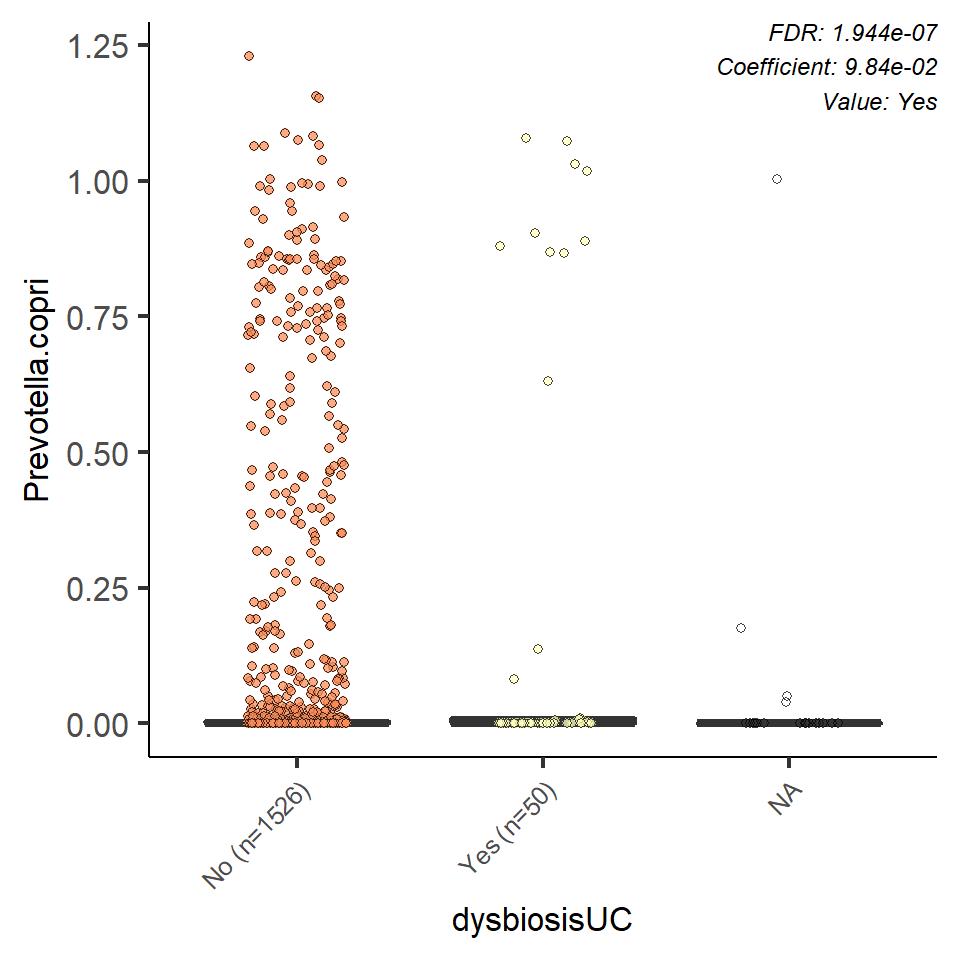 FDR: 1.944e-07
Coefficient: 9.84e-02
Value: Yes
1.25
1.00
0.75
0.50
0.25
0.00
Prevotella.copri
No (n=1526)
Yes (n=50)
NA
dysbiosisUC